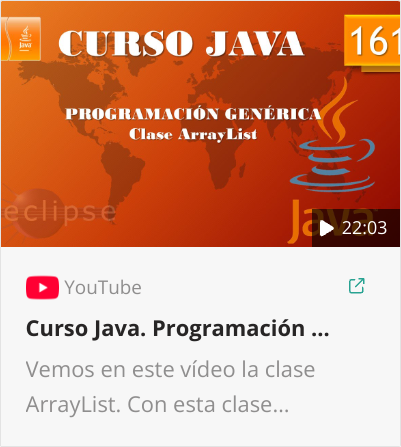 Java
CURSO JAVA
161
PROGRAMACIÓN GENÉRICA
Clase ArrayList
eclipse
Java
22:03
YouTube
Curso Java. Programación ...
Vemos en este vídeo la clase
ArrayList. Con esta clase...